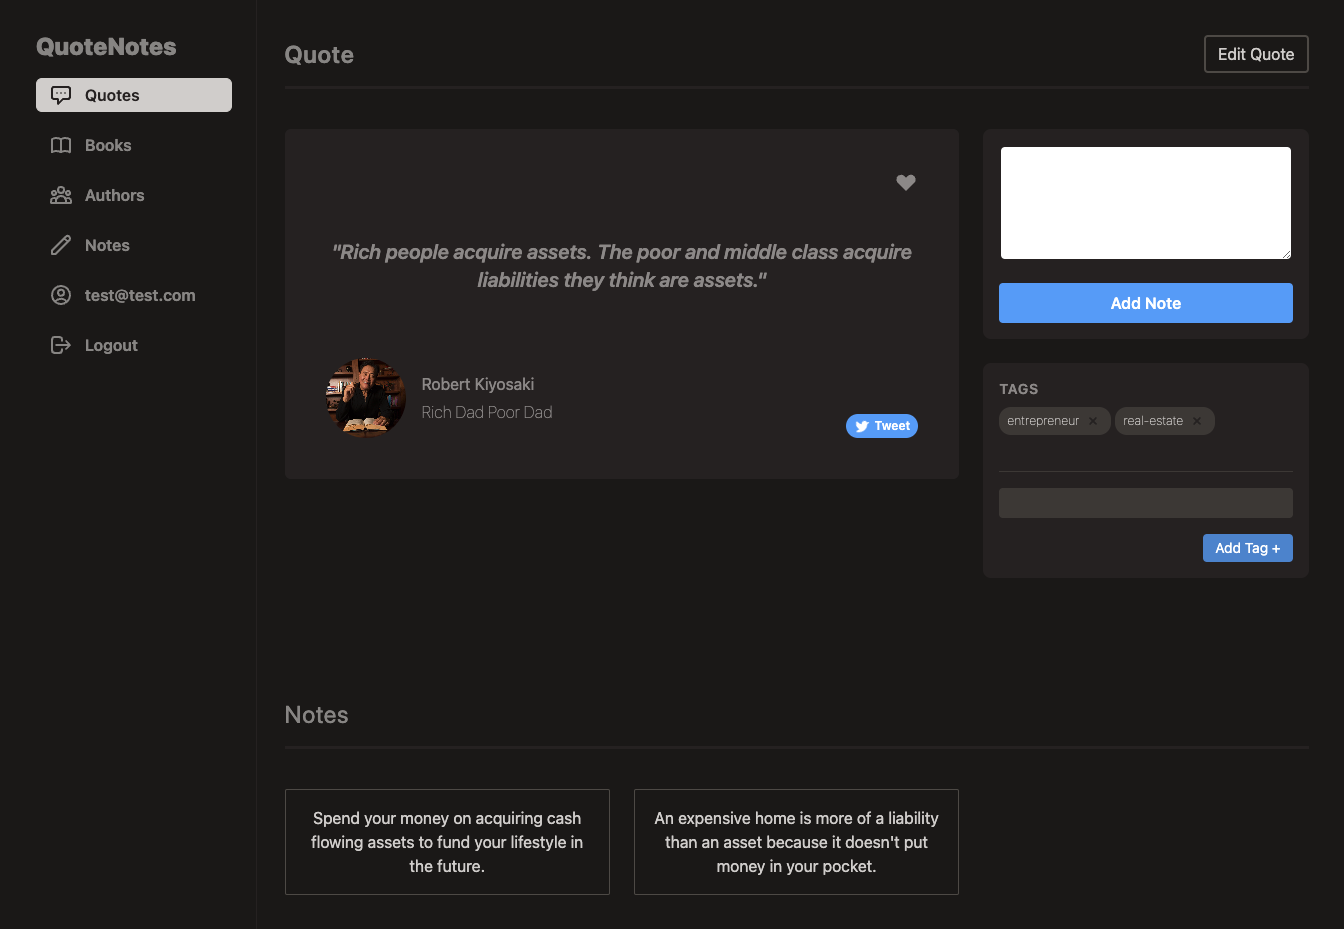 QuoteNotes
Quotes
Books
Authors
Notes
test@test.com
Logout
Quote
Edit Quote
"Rich people acquire assets. The poor and middle class acquire
liabilities they think are assets."
Robert Kiyosaki
Rich Dad Poor Dad
Tweet
Add Note
TAGS
entrepreneur ×
real-estate ×
Add Tag +
Notes
Spend your money on acquiring cash
flowing assets to fund your lifestyle in
the future.
An expensive home is more of a liability
than an asset because it doesn't put
money in your pocket.